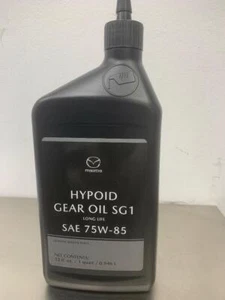 mazda
HYPOID
GEAR OIL SG1
LONG LIFE
SAE 75W-85